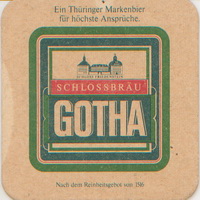 Ein Thüringer Markenbier
für höchste Ansprüche.
SCHLOSSBRÄU
GOTHA
Nach dem Reinheitsgebot von 1516